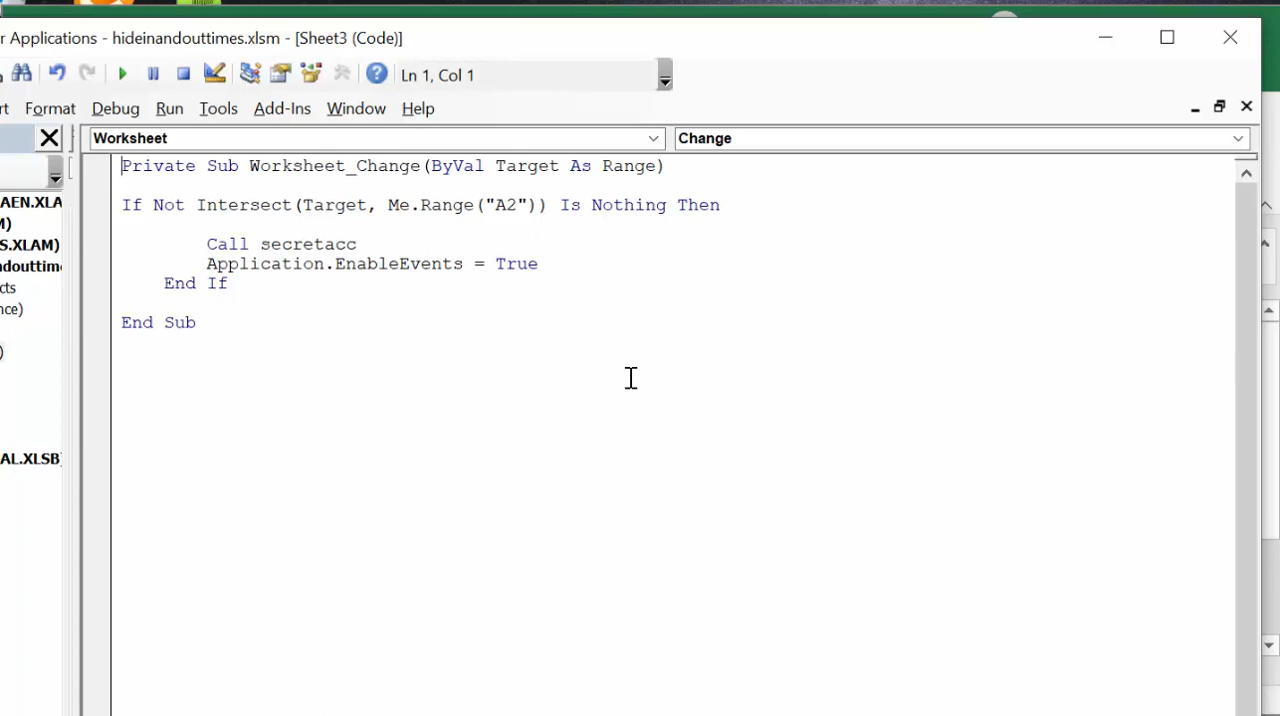 r Applications - hideinandouttimes.xlsm - [Sheet3 (Code)]
Ln 1, Col 1
rt Format Debug Run Tools Add-Ins Window Help
Worksheet Change
Private Sub Worksheet_Change(ByVal Target As Range)
If Not Intersect(Target, Me.Range("A2")) Is Nothing Then
Call secretacc
Application.EnableEvents = True
End If
End Sub
AEN.XLA
M)
S.XLAM)
ndouttime
cts
nce)
)
AL.XLSB)